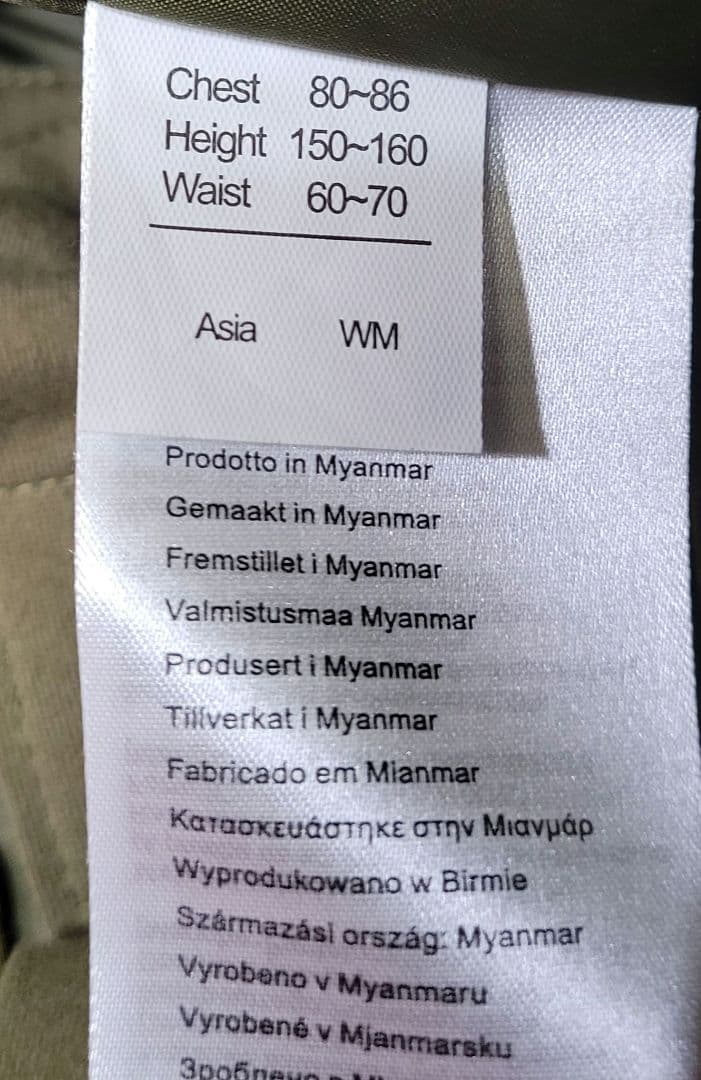 Chest 80~86
Height 150~160
Waist 60~70
Asia WM
Prodotto in Myanmar
Gemaakt in Myanmar
Fremstillet i Myanmar
Valmistusmaa Myanmar
Produsert i Myanmar
Tillverkat i Myanmar
Fabricado em Mianmar
Κατασκευάστηκε στην Μιανμάρ
Wyprodukowano w Birmie
Származási ország: Myanmar
Vyrobeno v Myanmaru
Vyrobené v Mjanmarsku